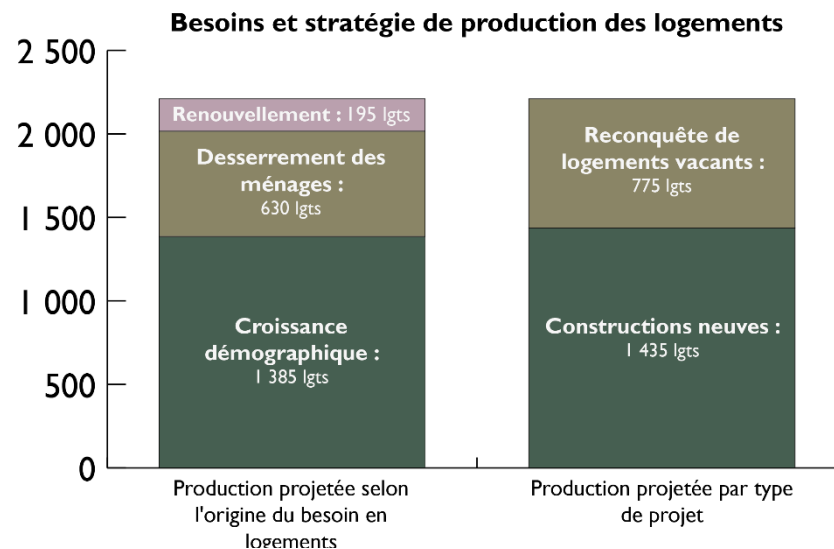 Besoins et stratégie de production des logements
2 500
2 000
1 500
1 000
500
0
Renouvellement : 195 lgts
Desserrement des
ménages :
630 lgts
Croissance
démographique :
1 385 lgts
Reconquête de
logements vacants :
775 lgts
Constructions neuves :
1 435 lgts
Production projetée selon
l'origine du besoin en
logements
Production projetée par type
de projet